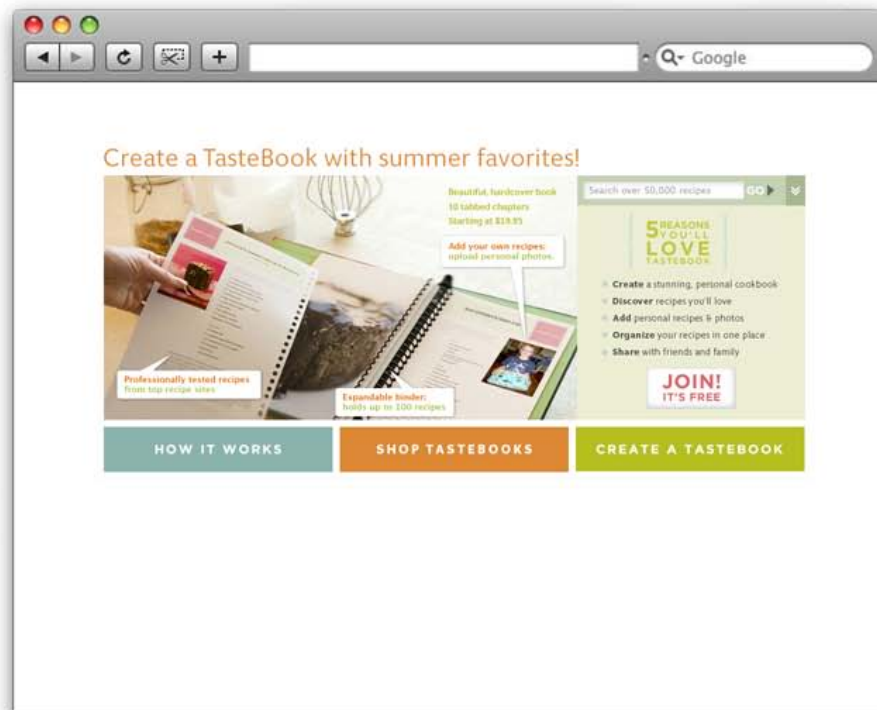 Google
Create a TasteBook with summer favorites!
Beautiful, hardcover book
10 tabbed chapters
Starting at $19.95
Add your own recipes:
upload personal photos.
Professionally tested recipes
from top recipe sites
Expandable binder:
holds up to 100 recipes
Search over 50,000 recipes
GO
5 REASONS
YOU'LL
LOVE
TASTEBOOK
Create a stunning, personal cookbook
Discover recipes you'll love
Add personal recipes & photos
Organize your recipes in one place
Share with friends and family
JOIN!
IT'S FREE
HOW IT WORKS
SHOP TASTEBOOKS
CREATE A TASTEBOOK